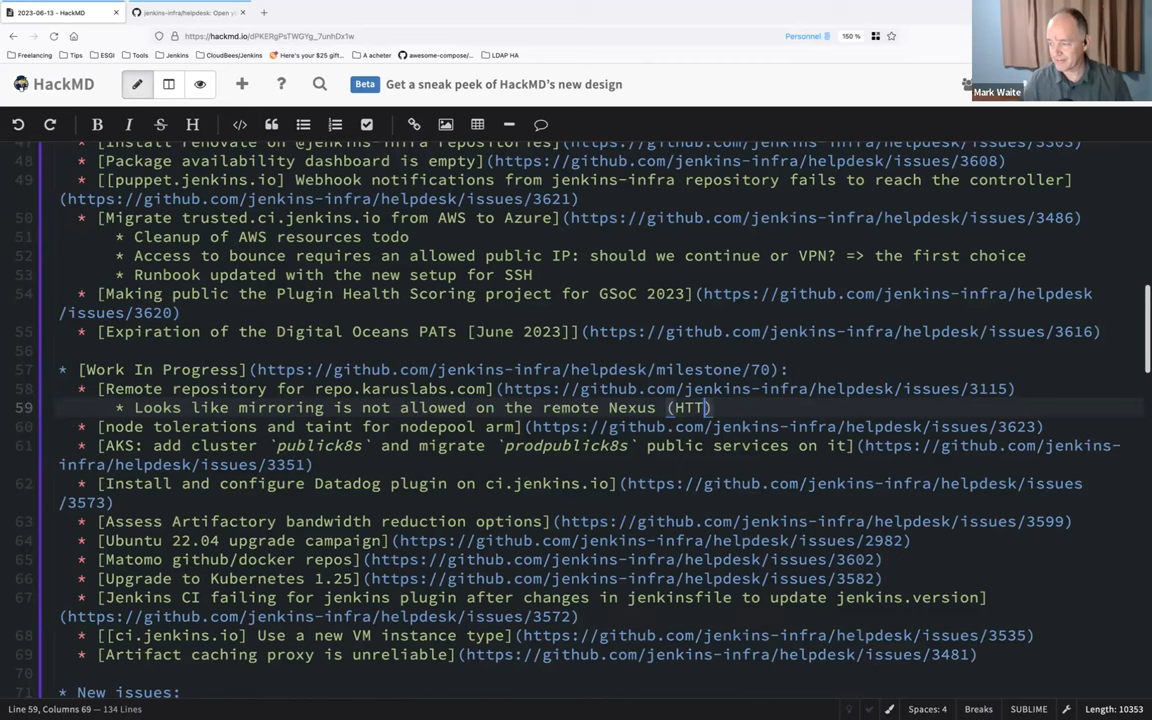 2023-06-13 - HackMD
jenkins-infra/helpdesk: Open yo
https://hackmd.io/dPKERgPsTWGYg_7unhDx1w
Personnel
150 %
Firefox
Tips
ESGI
Tools
Jenkins
CloudBees/Jenkins
Here's your $25 gift...
A acheter
awesome-compose/...
LDAP HA
HackMD
Beta
Get a sneak peek of HackMD's new design
Mark Waite
47 * [Install renovate on @jenkins-infra repositories](https://github.com/jenkins-infra/helpdesk/issues/3303)
48 * [Package availability dashboard is empty](https://github.com/jenkins-infra/helpdesk/issues/3608)
49 * [[puppet.jenkins.io] Webhook notifications from jenkins-infra repository fails to reach the controller]
(https://github.com/jenkins-infra/helpdesk/issues/3621)
50 * [Migrate trusted.ci.jenkins.io from AWS to Azure](https://github.com/jenkins-infra/helpdesk/issues/3486)
51 * Cleanup of AWS resources todo
52 * Access to bounce requires an allowed public IP: should we continue or VPN? => the first choice
53 * Runbook updated with the new setup for SSH
54 * [Making public the Plugin Health Scoring project for GSoC 2023](https://github.com/jenkins-infra/helpdesk
/issues/3620)
55 * [Expiration of the Digital Oceans PATs [June 2023]](https://github.com/jenkins-infra/helpdesk/issues/3616)
56
57 * [Work In Progress](https://github.com/jenkins-infra/helpdesk/milestone/70):
58 * [Remote repository for repo.karuslabs.com](https://github.com/jenkins-infra/helpdesk/issues/3115)
59 * Looks like mirroring is not allowed on the remote Nexus (HTT)
60 * [node tolerations and taint for nodepool arm](https://github.com/jenkins-infra/helpdesk/issues/3623)
61 * [AKS: add cluster `publick8s` and migrate `prodpublick8s` public services on it](https://github.com/jenkins-
infra/helpdesk/issues/3351)
62 * [Install and configure Datadog plugin on ci.jenkins.io](https://github.com/jenkins-infra/helpdesk/issues
/3573)
63 * [Assess Artifactory bandwidth reduction options](https://github.com/jenkins-infra/helpdesk/issues/3599)
64 * [Ubuntu 22.04 upgrade campaign](https://github.com/jenkins-infra/helpdesk/issues/2982)
65 * [Matomo github/docker repos](https://github.com/jenkins-infra/helpdesk/issues/3602)
66 * [Upgrade to Kubernetes 1.25](https://github.com/jenkins-infra/helpdesk/issues/3582)
67 * [Jenkins CI failing for jenkins plugin after changes in jenkinsfile to update jenkins.version]
(https://github.com/jenkins-infra/helpdesk/issues/3572)
68 * [[ci.jenkins.io] Use a new VM instance type](https://github.com/jenkins-infra/helpdesk/issues/3535)
69 * [Artifact caching proxy is unreliable](https://github.com/jenkins-infra/helpdesk/issues/3481)
70
71 * New issues:
Line 59, Columns 69 — 134 Lines
Spaces: 4
Breaks
SUBLIME
Length: 10353